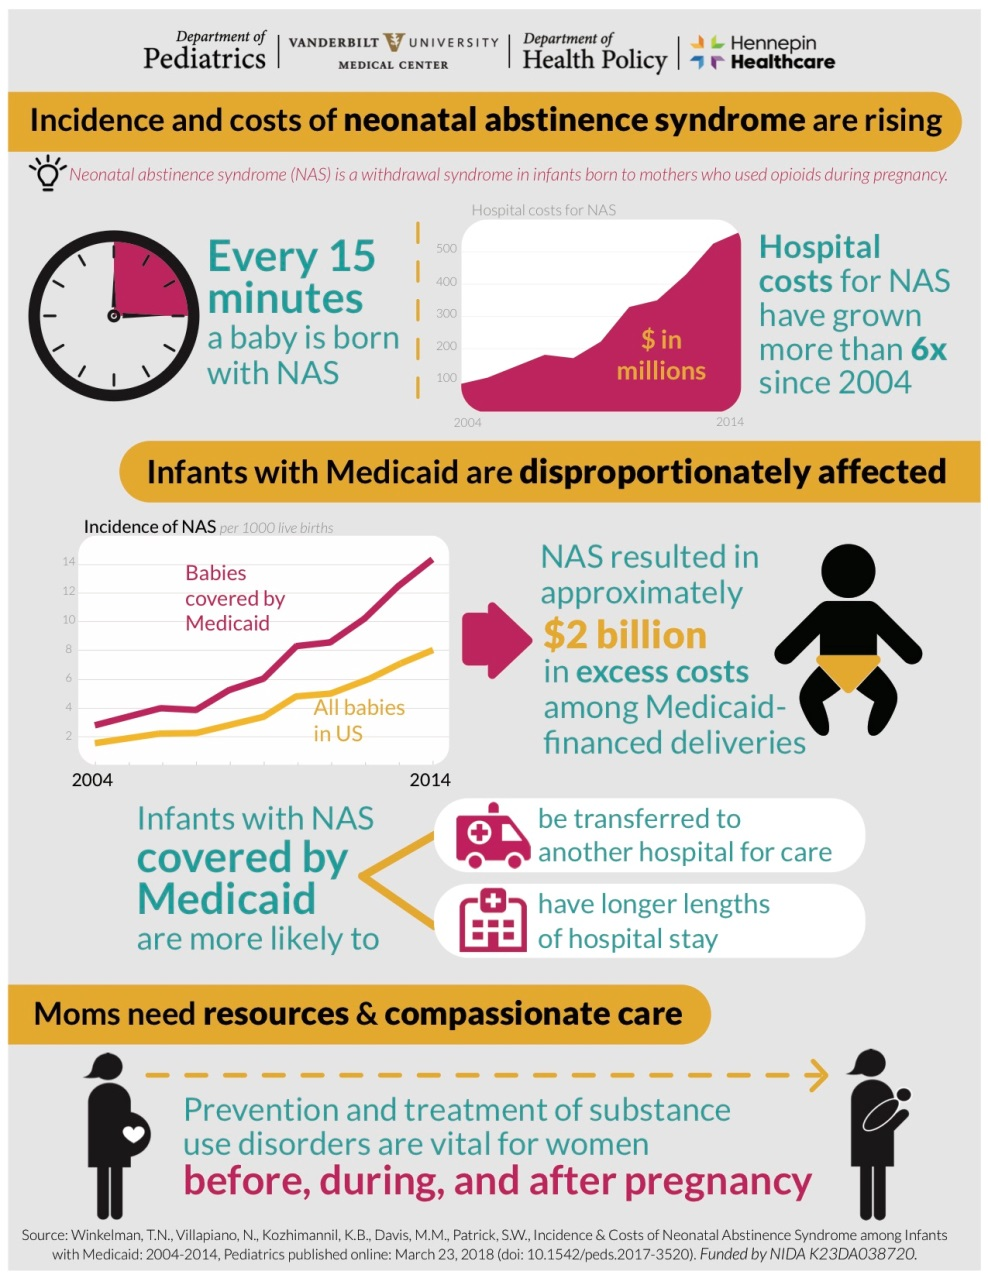 Department of
Pediatrics
VANDERBILT UNIVERSITY
MEDICAL CENTER
Department of
Health Policy
Hennepin
Healthcare
Incidence and costs of neonatal abstinence syndrome are rising
Neonatal abstinence syndrome (NAS) is a withdrawal syndrome in infants born to mothers who used opioids during pregnancy.
Every 15
minutes
a baby is born
with NAS
Hospital costs for NAS
500
400
300
200
100
$ in
millions
2004
2014
Hospital
costs for NAS
have grown
more than 6x
since 2004
Infants with Medicaid are disproportionately affected
Incidence of NAS per 1000 live births
14
12
10
8
6
4
2
Babies
covered by
Medicaid
All babies
in US
2004
2014
NAS resulted in
approximately
$2 billion
in excess costs
among Medicaid-
financed deliveries
Infants with NAS
covered by
Medicaid
are more likely to
be transferred to
another hospital for care
have longer lengths
of hospital stay
Moms need resources & compassionate care
Prevention and treatment of substance
use disorders are vital for women
before, during, and after pregnancy
Source: Winkelman, T.N., Villapiano, N., Kozhimannil, K.B., Davis, M.M., Patrick, S.W., Incidence & Costs of Neonatal Abstinence Syndrome among Infants
with Medicaid: 2004-2014, Pediatrics published online: March 23, 2018 (doi: 10.1542/peds.2017-3520). Funded by NIDA K23DA038720.